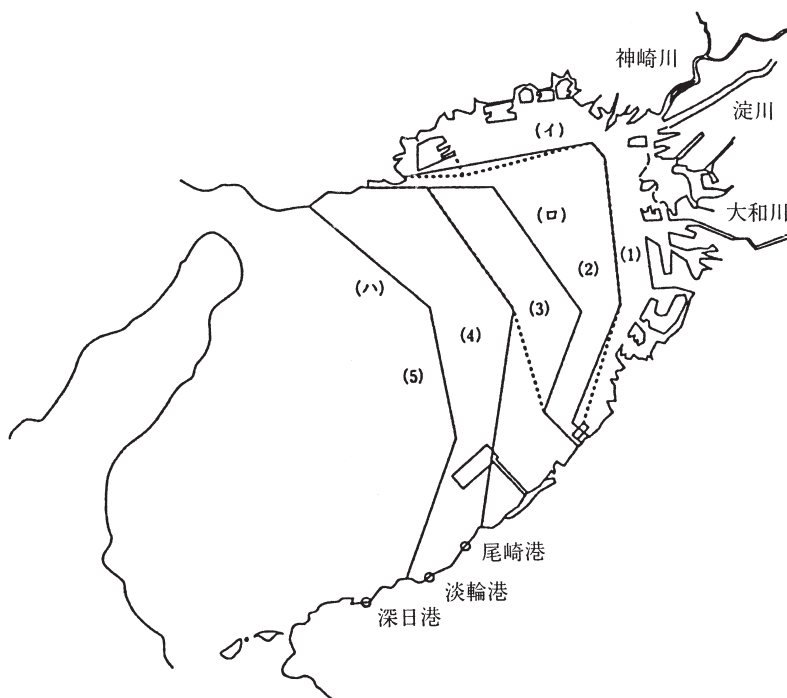 神崎川
淀川
(イ)
大和川
(ロ)
(1)
(2)
(ハ)
(3)
(4)
(5)
尾崎港
淡輪港
深日港